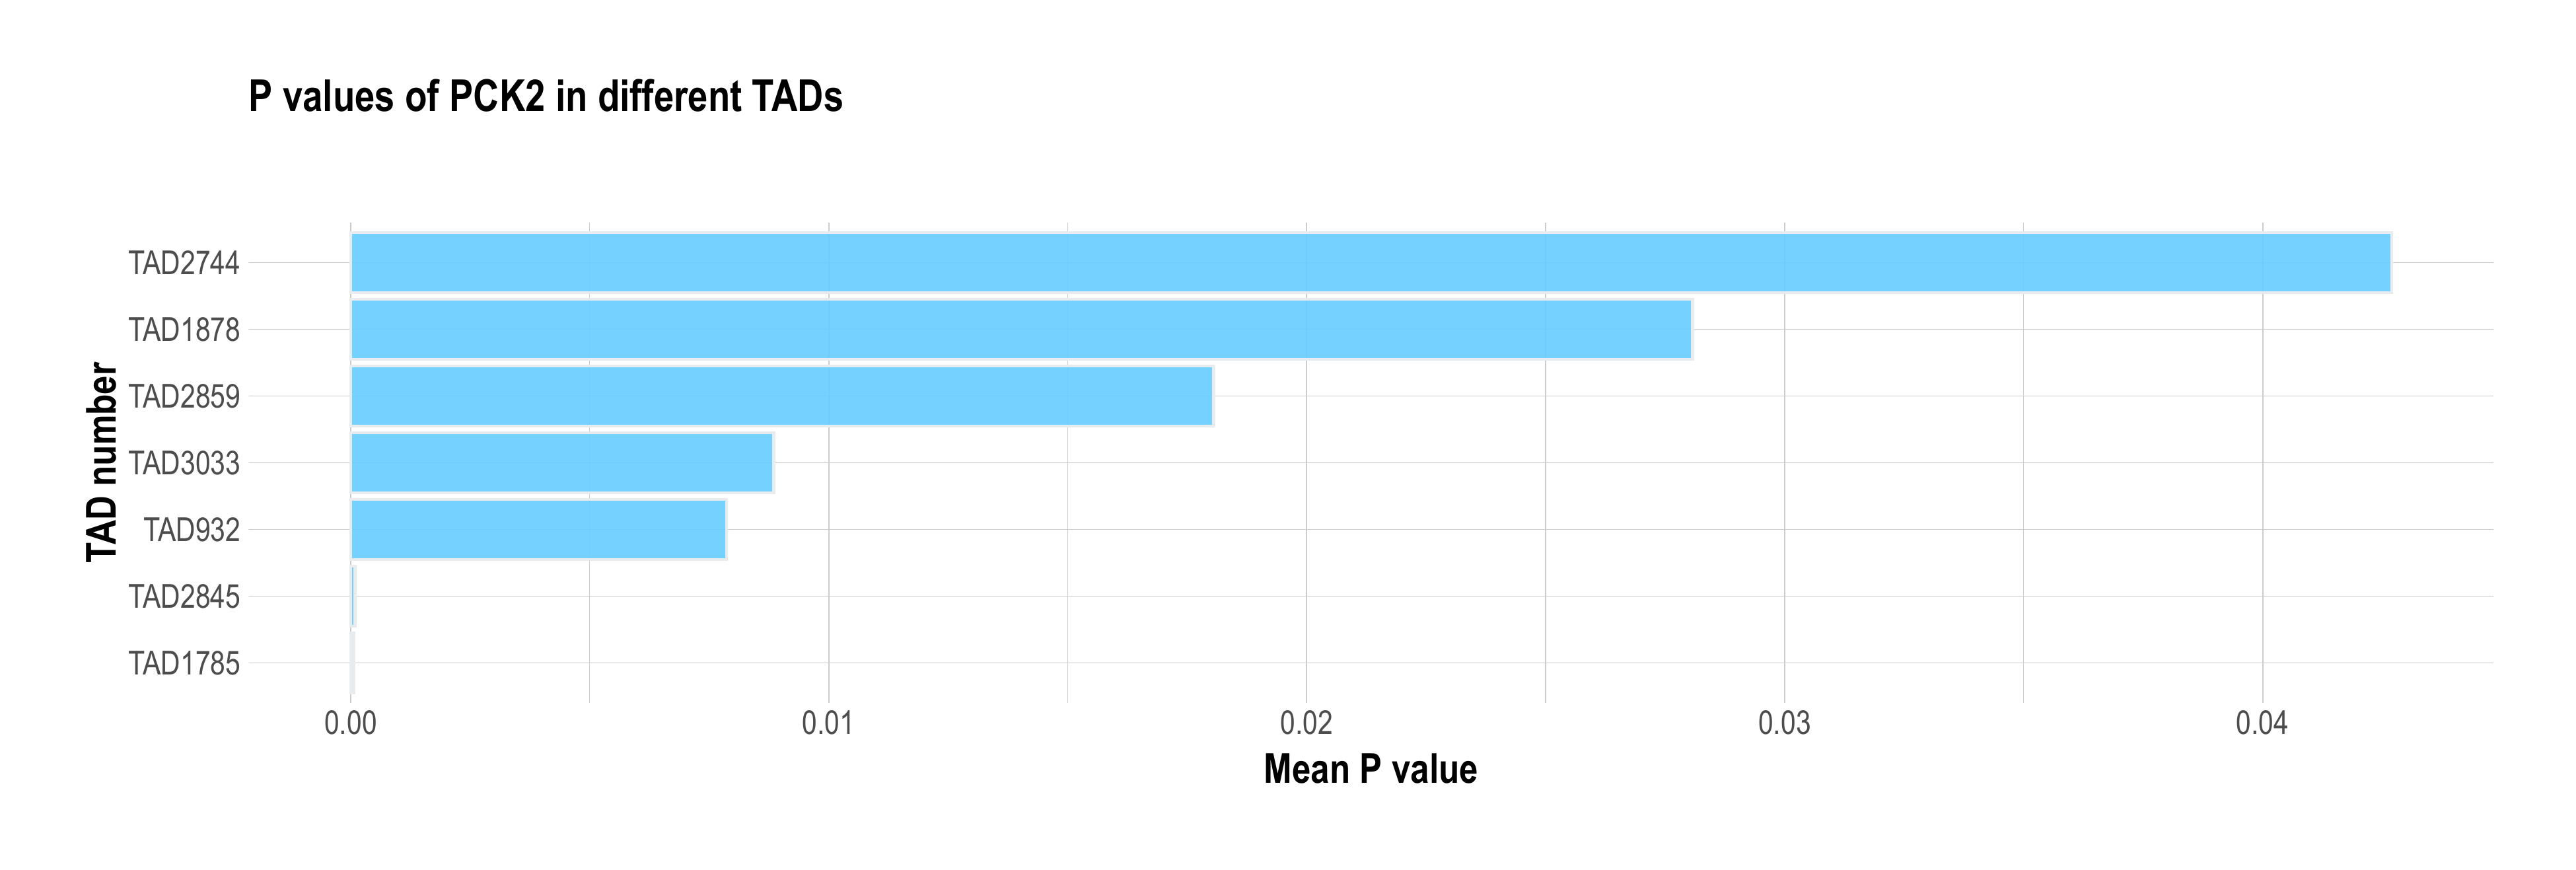 P values of PCK2 in different TADs
TAD number
TAD2744
TAD1878
TAD2859
TAD3033
TAD932
TAD2845
TAD1785
0.00 0.01 0.02 0.03 0.04
Mean P value